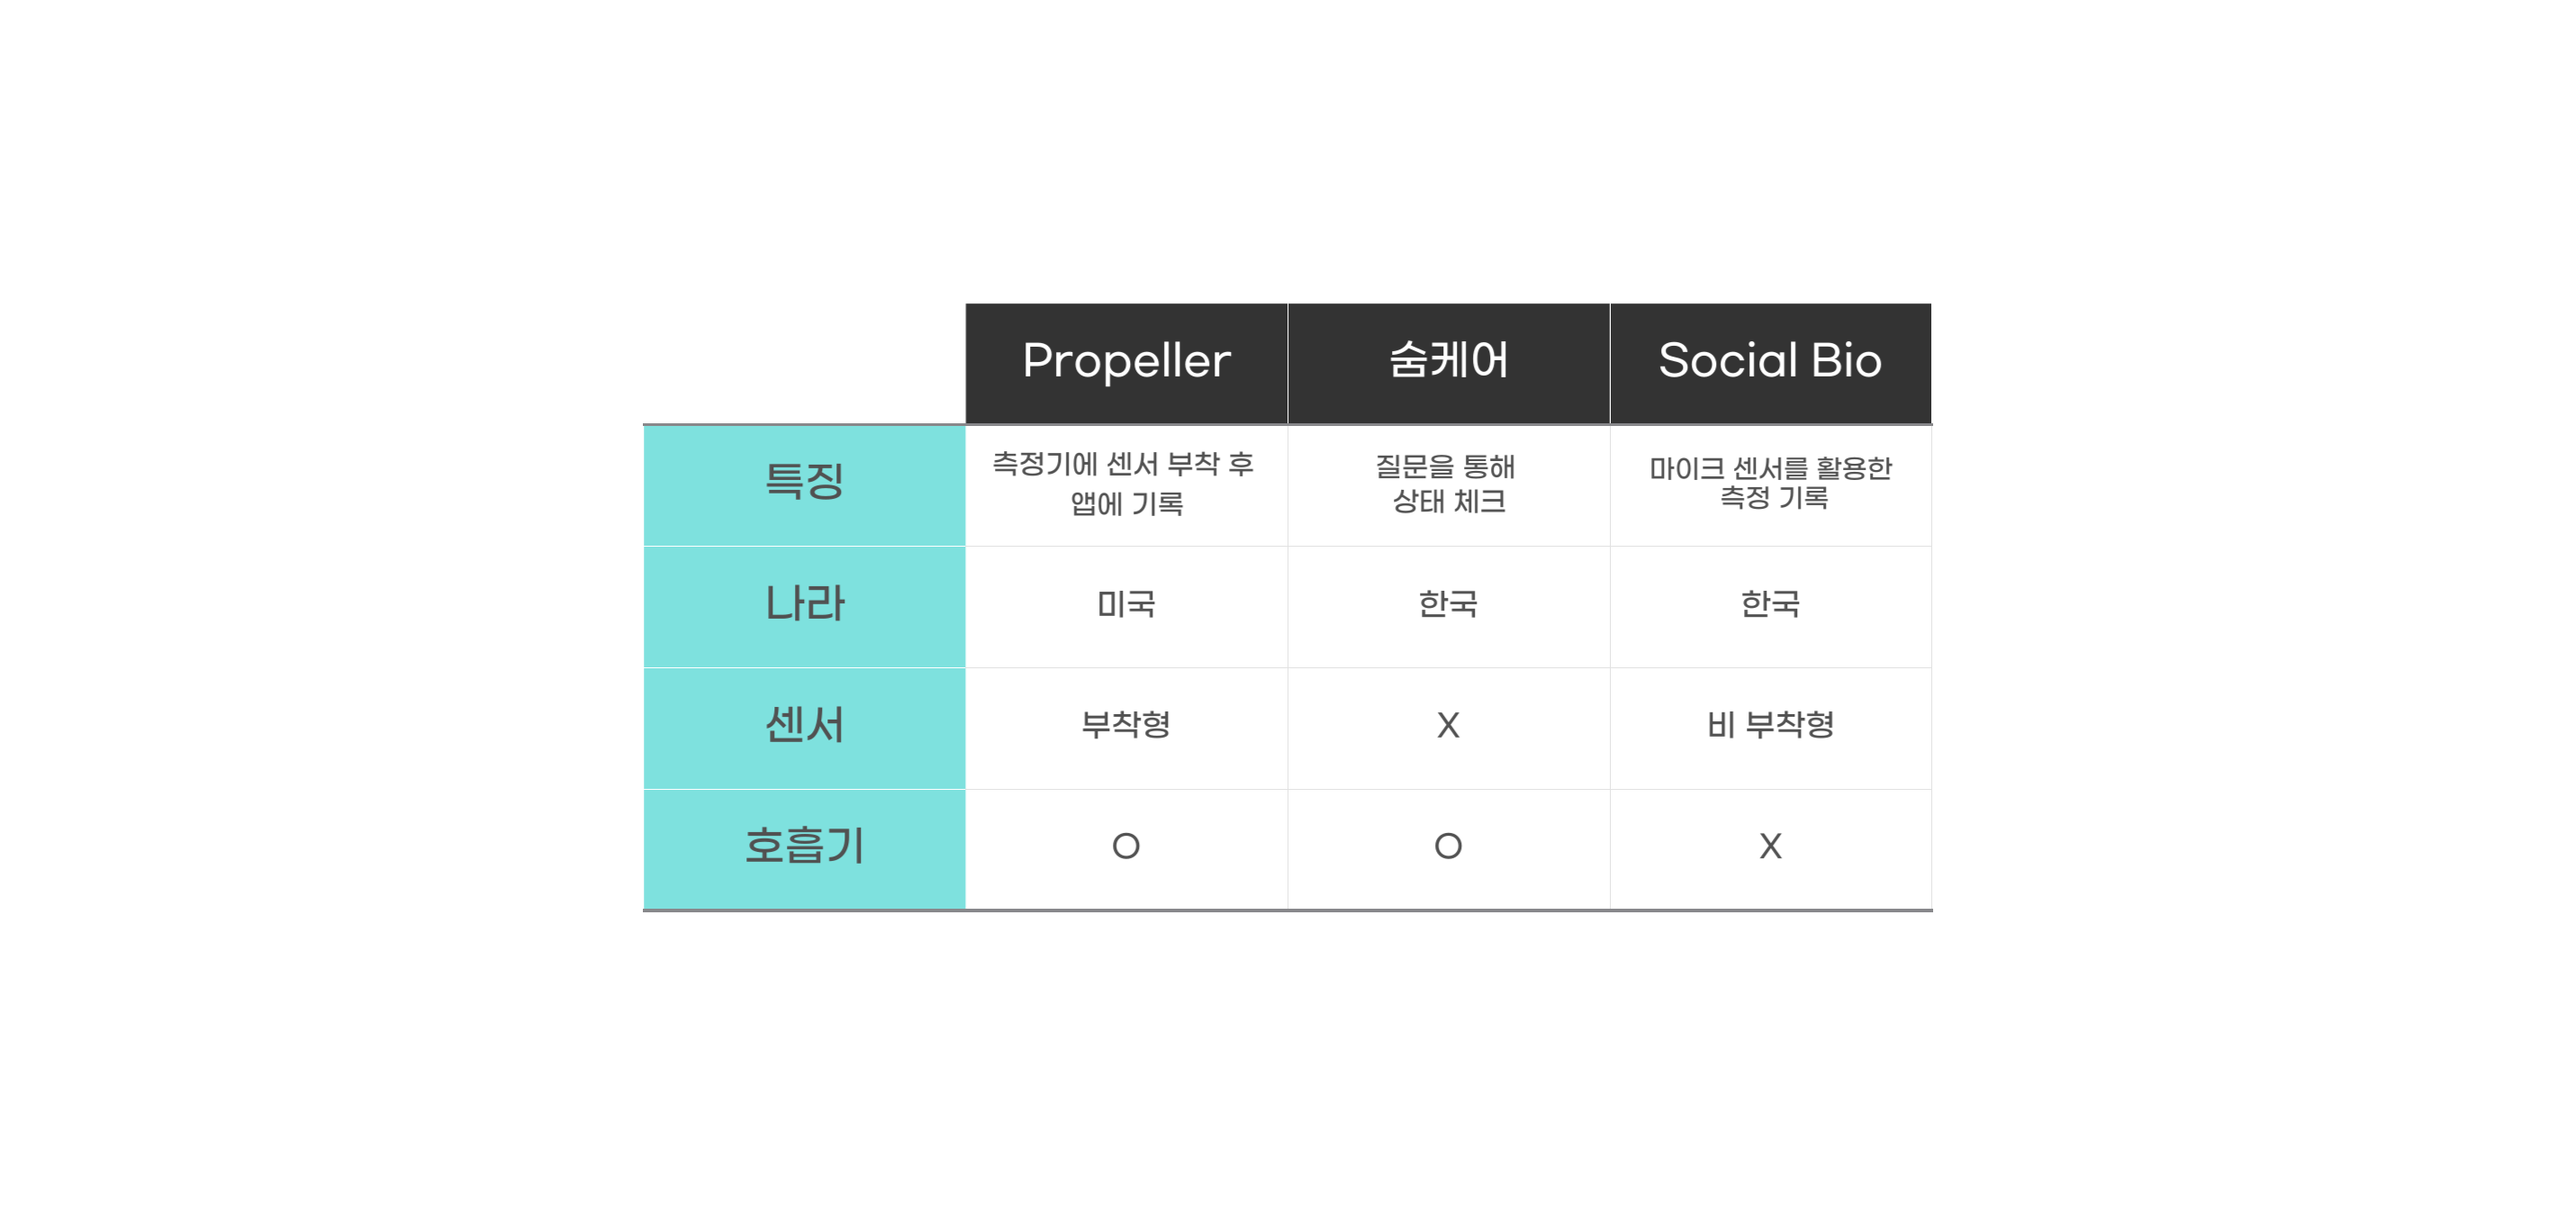 Propeller 숨케어 Social Bio
특징 측정기에 센서 부착 후 질문을 통해 마이크 센서를 활용한
앱에 기록 상태 체크 측정 기록
나라 미국 한국 한국
센서 부착형 X 비 부착형
호흡기 O O X